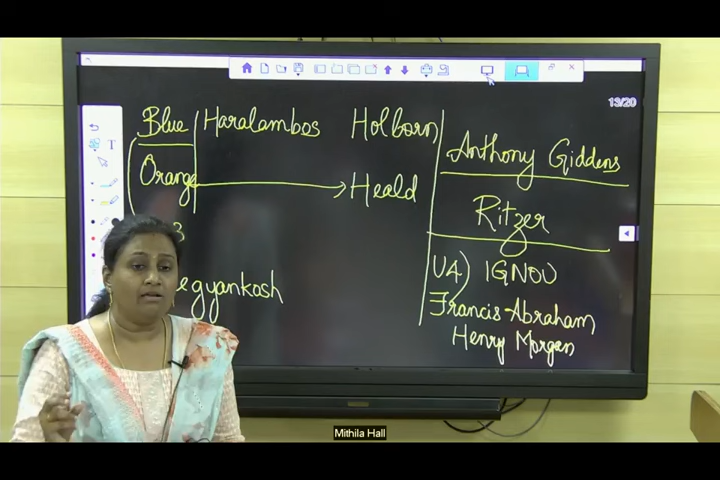 13/20
T
Blue Haralambos Holborn
Orange Heald
3
egyankosh
Anthony Giddens
Ritzer
U4) IGNOU
Francis-Abraham
Henry Morgan
Mithila Hall